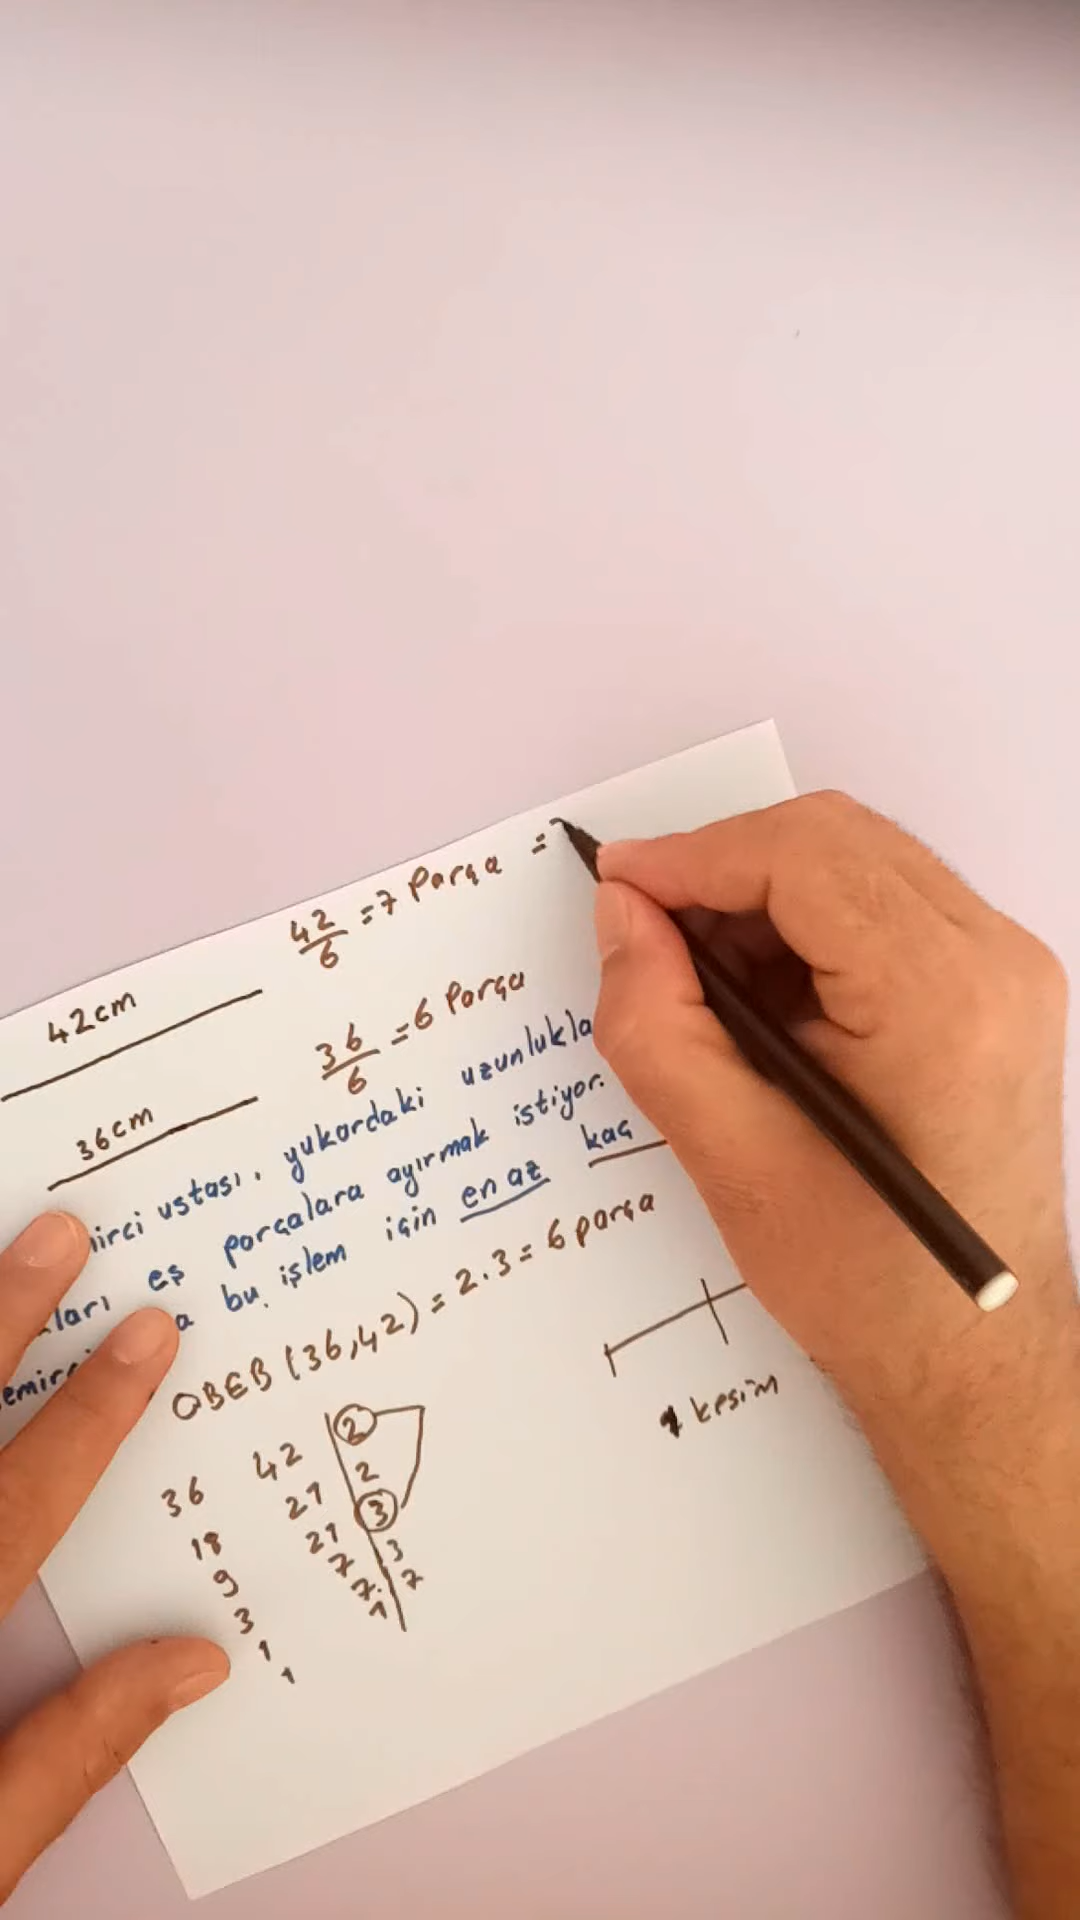 42/6 = 7 Parça =
42cm
36/6 = 6 Parça
36cm
ustası, yukardaki
eş parçalara ayırmak istiyor.
bu işlem için en az kaç
OBEB (36,42) = 2.3 = 6 parça
1 kesim
36 42 2
18 21 2
9 21 3
3 7 3
1 7 7
1 1